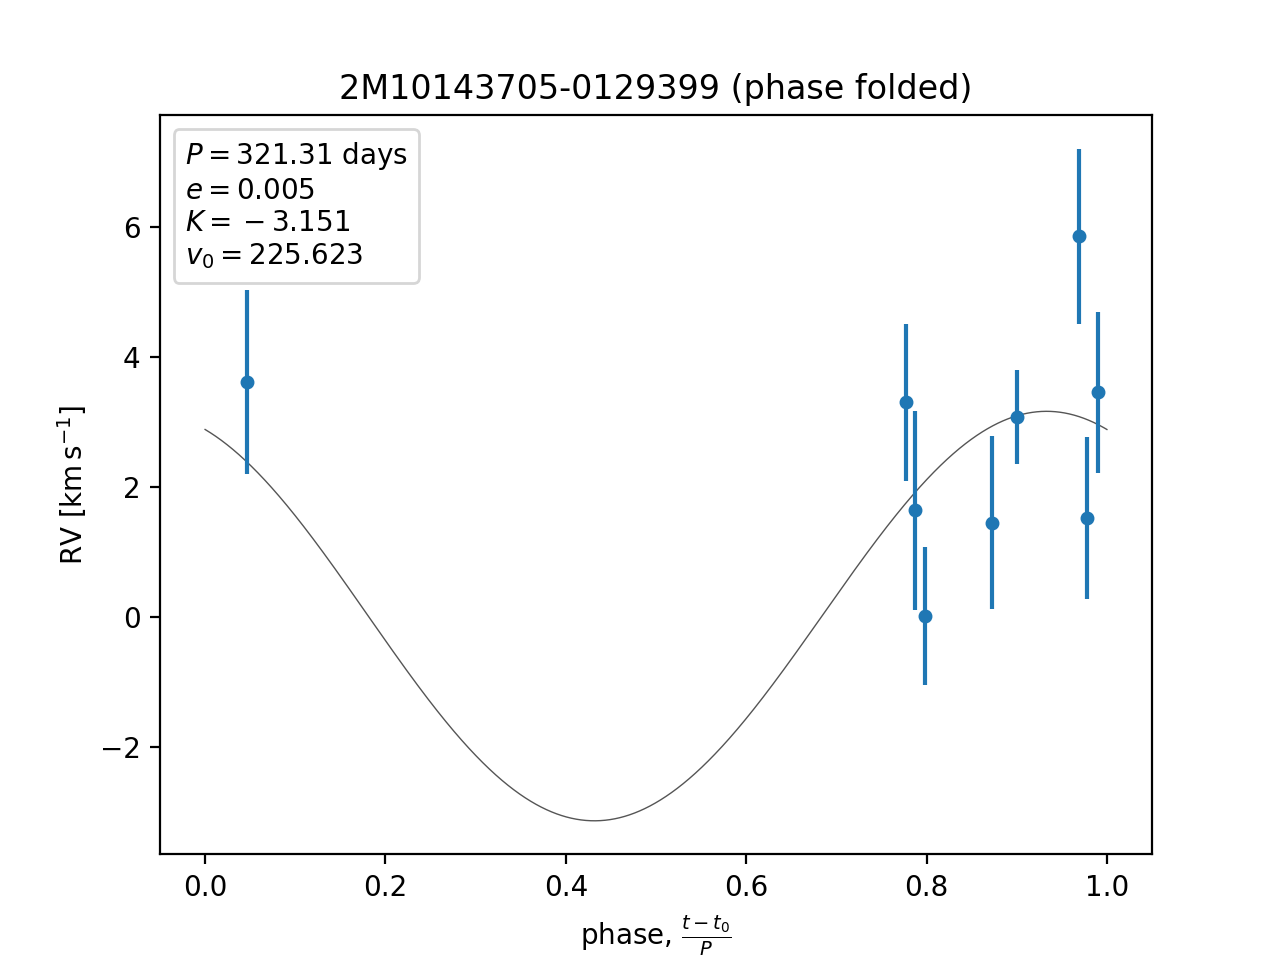 2M10143705-0129399 (phase folded)
P = 321.31 days
e = 0.005
K = −3.151
v₀ = 225.623
RV [km s⁻¹]
6
4
2
0
−2
0.0 0.2 0.4 0.6 0.8 1.0
phase, (t − t₀)/P